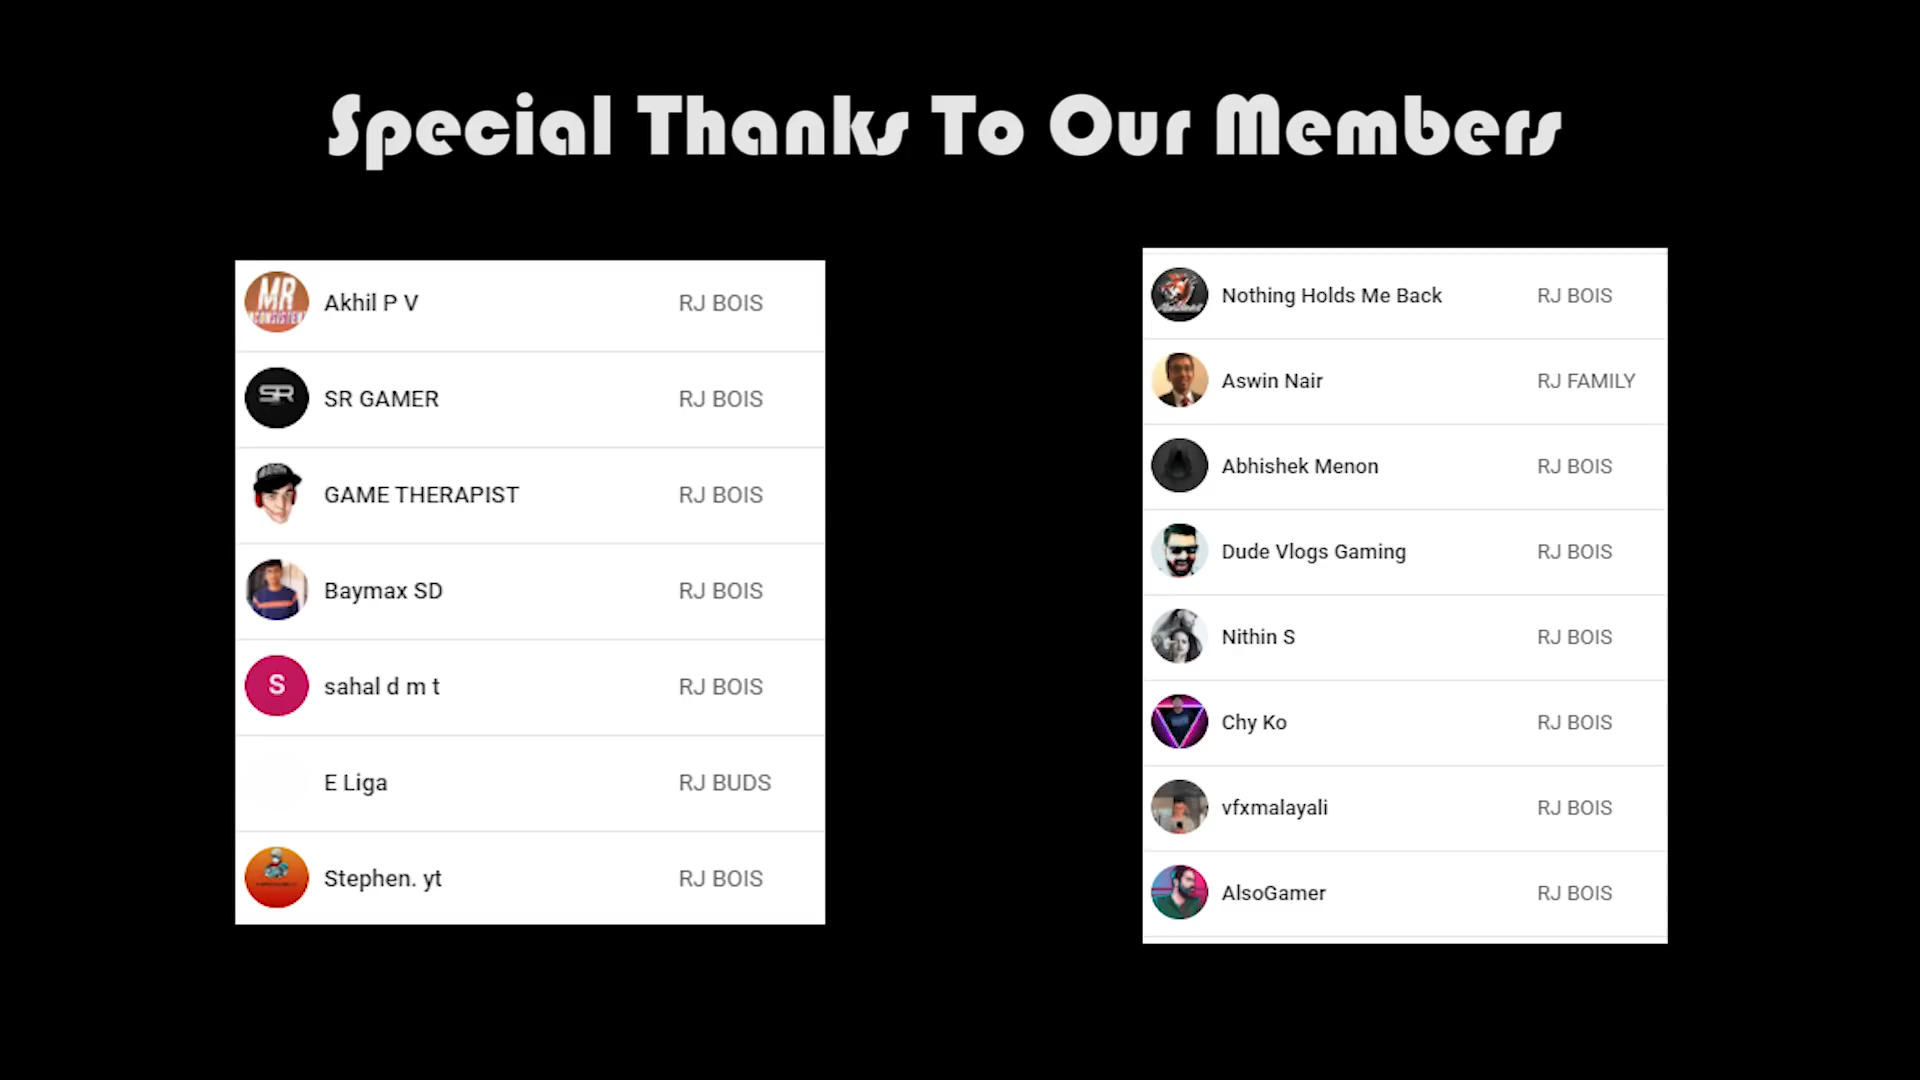 Special Thanks To Our Members
MR
CONSISTEN
Akhil P V RJ BOIS
SR
SR GAMER RJ BOIS
GAME THERAPIST RJ BOIS
Baymax SD RJ BOIS
S
sahal d m t RJ BOIS
E Liga RJ BUDS
Stephen. yt RJ BOIS
Nothing Holds Me Back RJ BOIS
Aswin Nair RJ FAMILY
Abhishek Menon RJ BOIS
Dude Vlogs Gaming RJ BOIS
Nithin S RJ BOIS
Chy Ko RJ BOIS
vfxmalayali RJ BOIS
AlsoGamer RJ BOIS